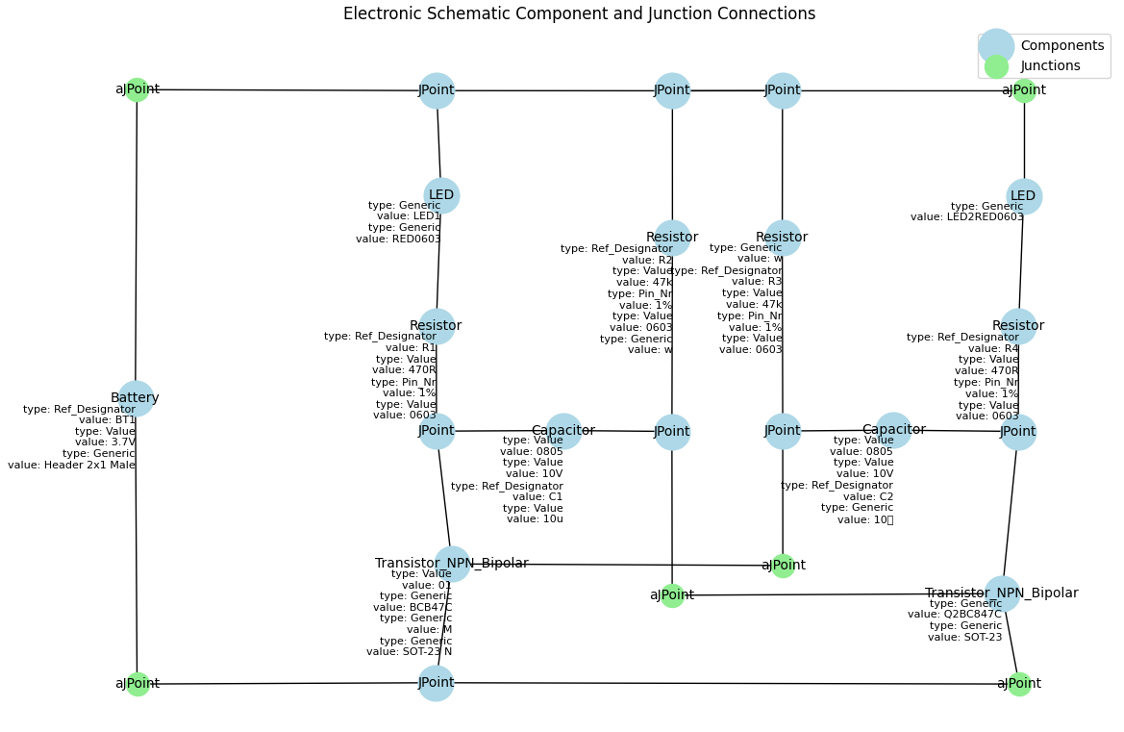 Electronic Schematic Component and Junction Connections
Components
Junctions
aJPoint
JPoint
JPoint
JPoint
aJPoint
LED
type: Generic
value: LED1
type: Generic
value: RED0603
LED
type: Generic
value: LED2RED0603
Resistor
type: Ref_Designator
value: R2
type: Value
value: 47k
type: Pin_Nr
value: 1%
type: Value
value: 0603
type: Generic
value: w
Resistor
type: Generic
value: w
type: Ref_Designator
value: R3
type: Value
value: 47k
type: Pin_Nr
value: 1%
type: Value
value: 0603
Resistor
type: Ref_Designator
value: R1
type: Value
value: 470R
type: Pin_Nr
value: 1%
type: Value
value: 0603
Resistor
type: Ref_Designator
value: R4
type: Value
value: 470R
type: Pin_Nr
value: 1%
type: Value
value: 0603
Battery
type: Ref_Designator
value: BT1
type: Value
value: 3.7V
type: Generic
value: Header 2x1 Male
JPoint
Capacitor
type: Value
value: 0805
type: Value
value: 10V
type: Ref_Designator
value: C1
type: Value
value: 10u
JPoint
JPoint
Capacitor
type: Value
value: 0805
type: Value
value: 10V
type: Ref_Designator
value: C2
type: Generic
value: 10
JPoint
Transistor_NPN_Bipolar
type: Value
value: 01
type: Generic
value: BCB47C
type: Generic
value: M
type: Generic
value: SOT-23 N
aJPoint
aJPoint
Transistor_NPN_Bipolar
type: Generic
value: Q2BC847C
type: Generic
value: SOT-23
aJPoint
JPoint
aJPoint